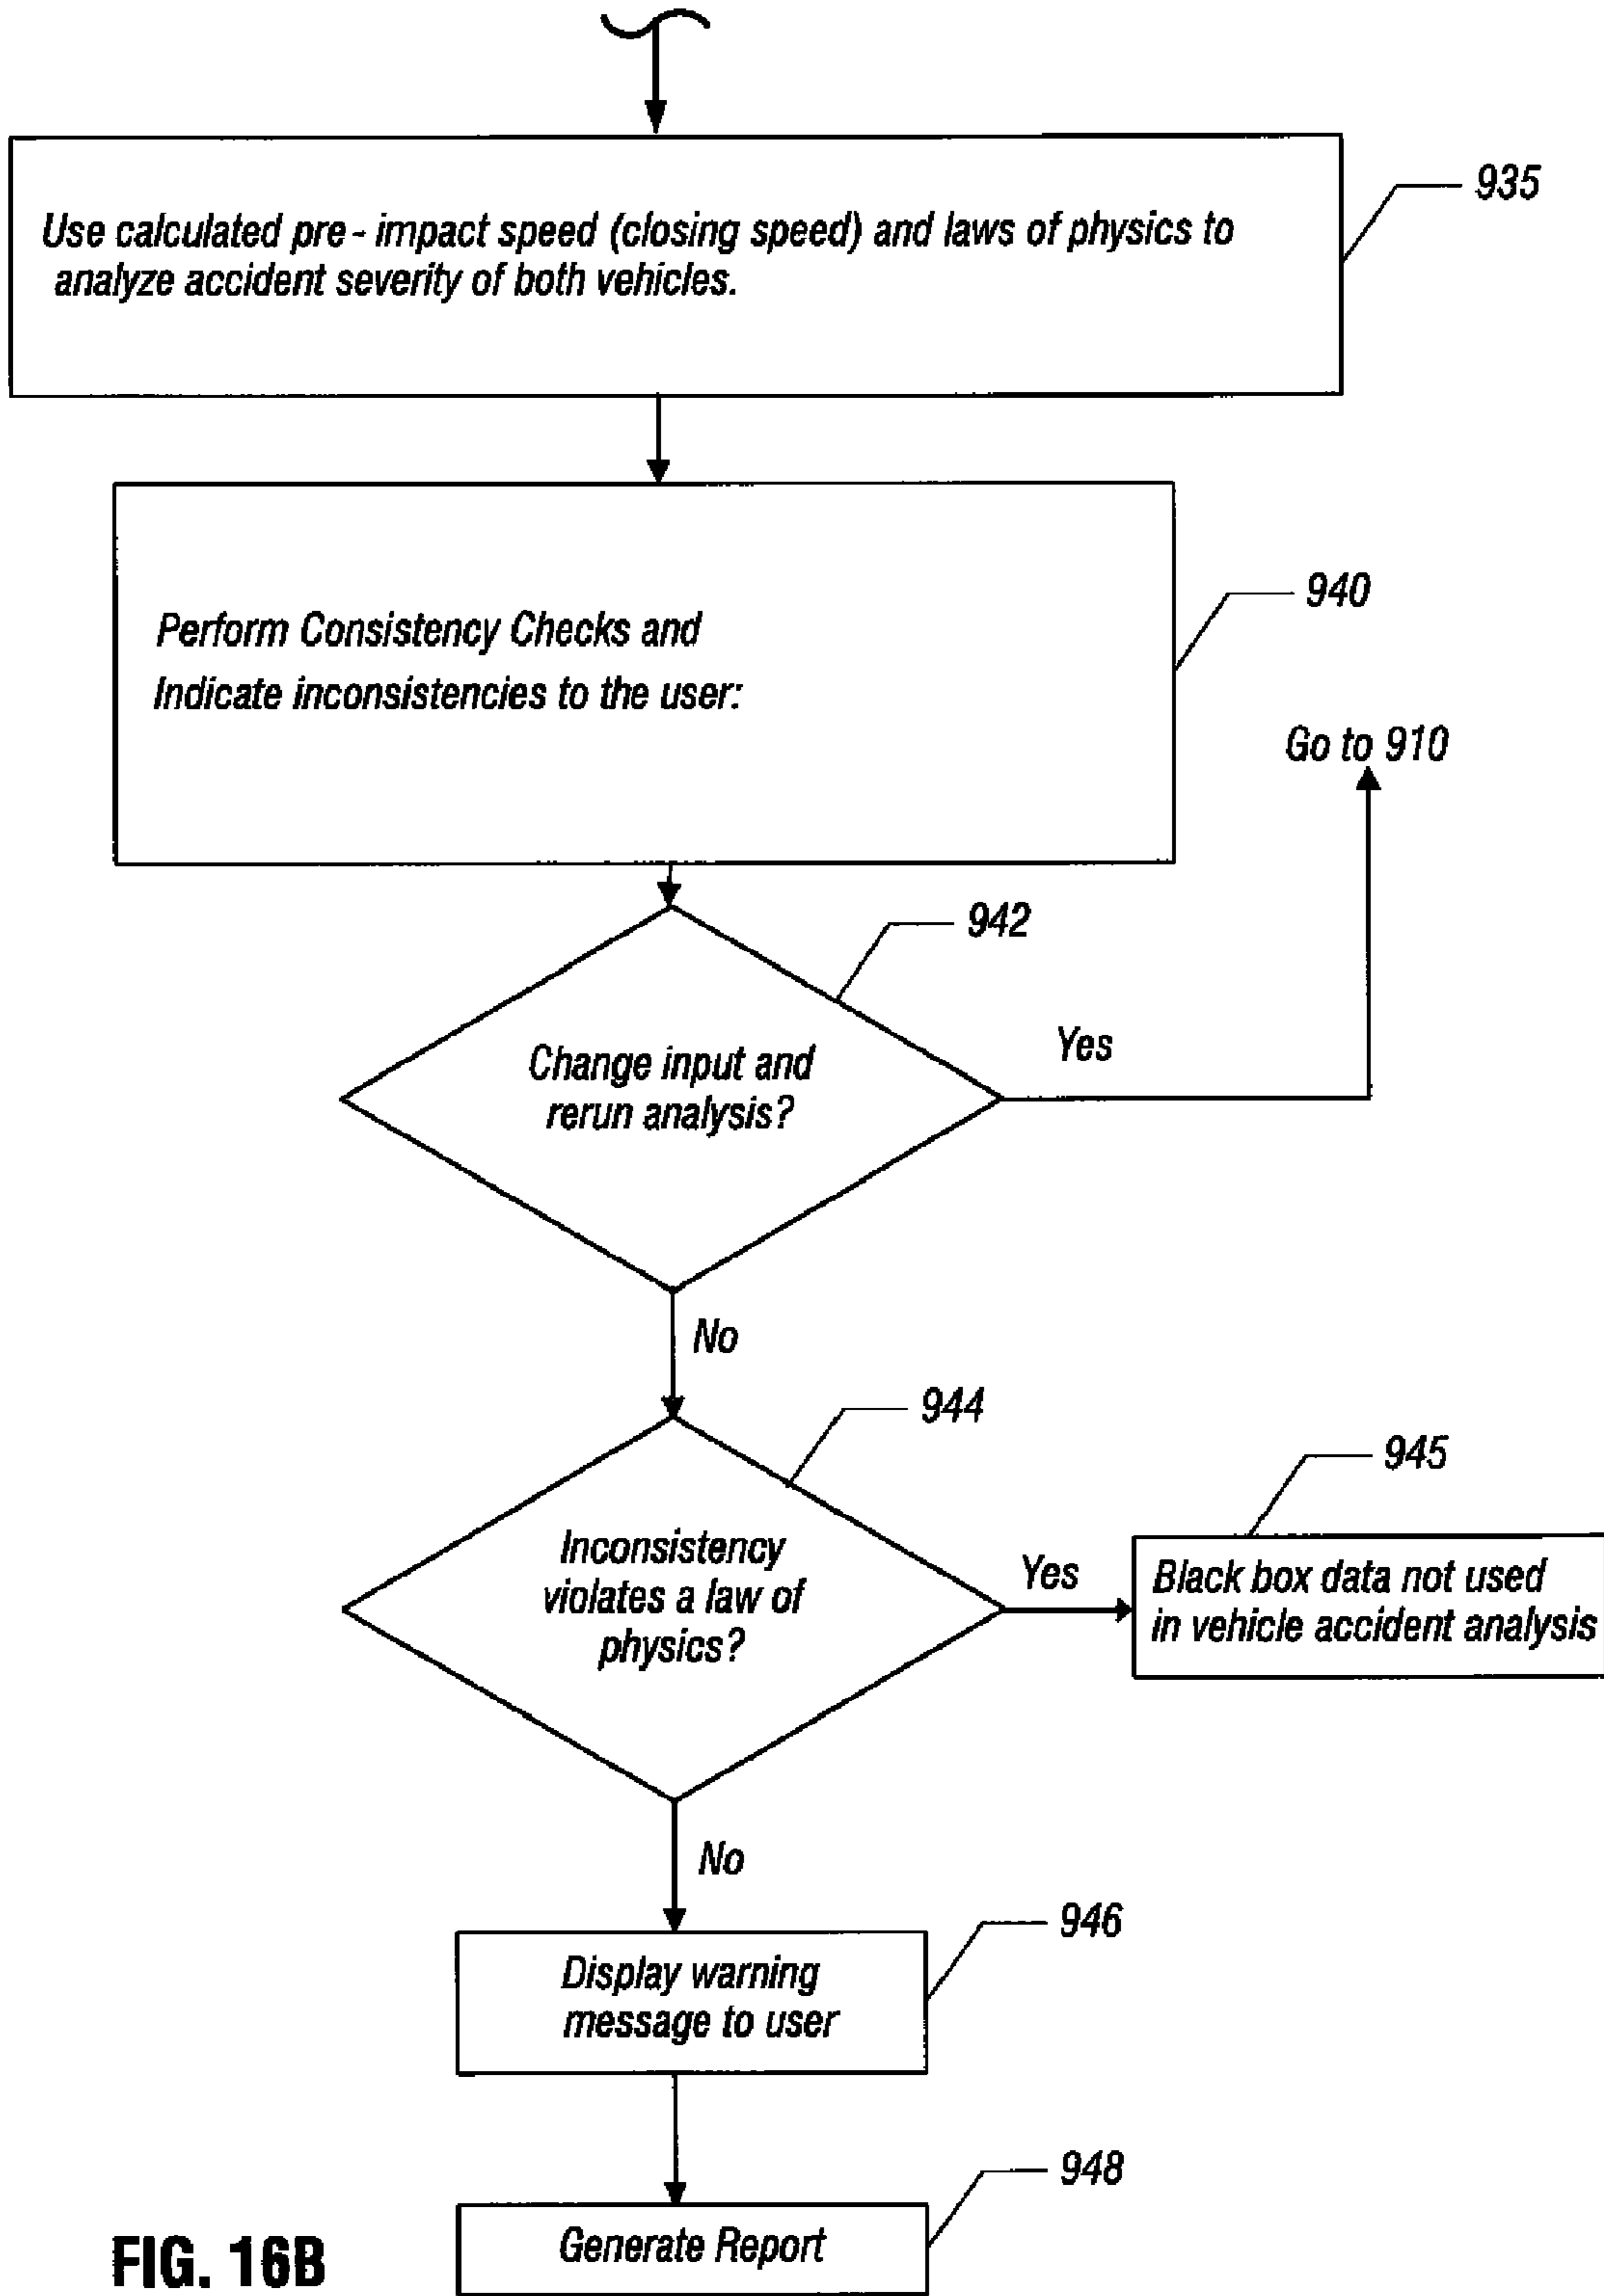 935
Use calculated pre - impact speed (closing speed) and laws of physics to
analyze accident severity of both vehicles.
940
Perform Consistency Checks and
Indicate inconsistencies to the user:
Go to 910
942
Change input and
rerun analysis?
Yes
No
944
945
Inconsistency
violates a law of
physics?
Yes
Black box data not used
in vehicle accident analysis
No
946
Display warning
message to user
948
Generate Report
FIG. 16B